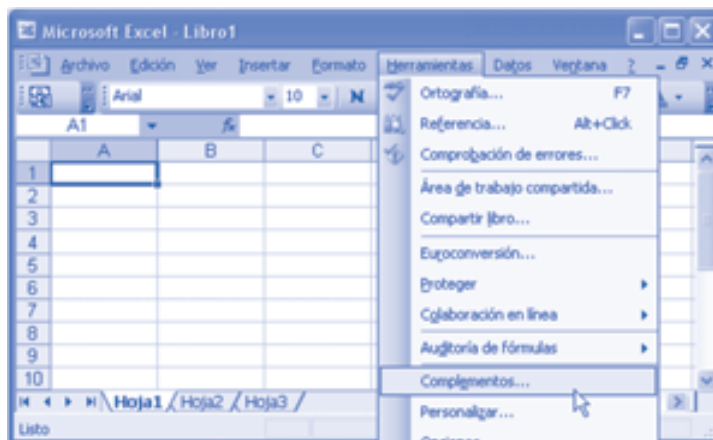 Microsoft Excel - Libro1
Archivo Edición Ver Insertar Formato Herramientas Datos Ventana ?
Arial 10 N
A1 fx
A B C
1
2
3
4
5
6
7
8
9
10
Ortografía... F7
Referencia... Alt+Click
Comprobación de errores...
Área de trabajo compartida...
Compartir libro...
Euroconversión...
Proteger
Colaboración en línea
Auditoría de fórmulas
Complementos...
Personalizar...
Hoja1 Hoja2 Hoja3
Listo